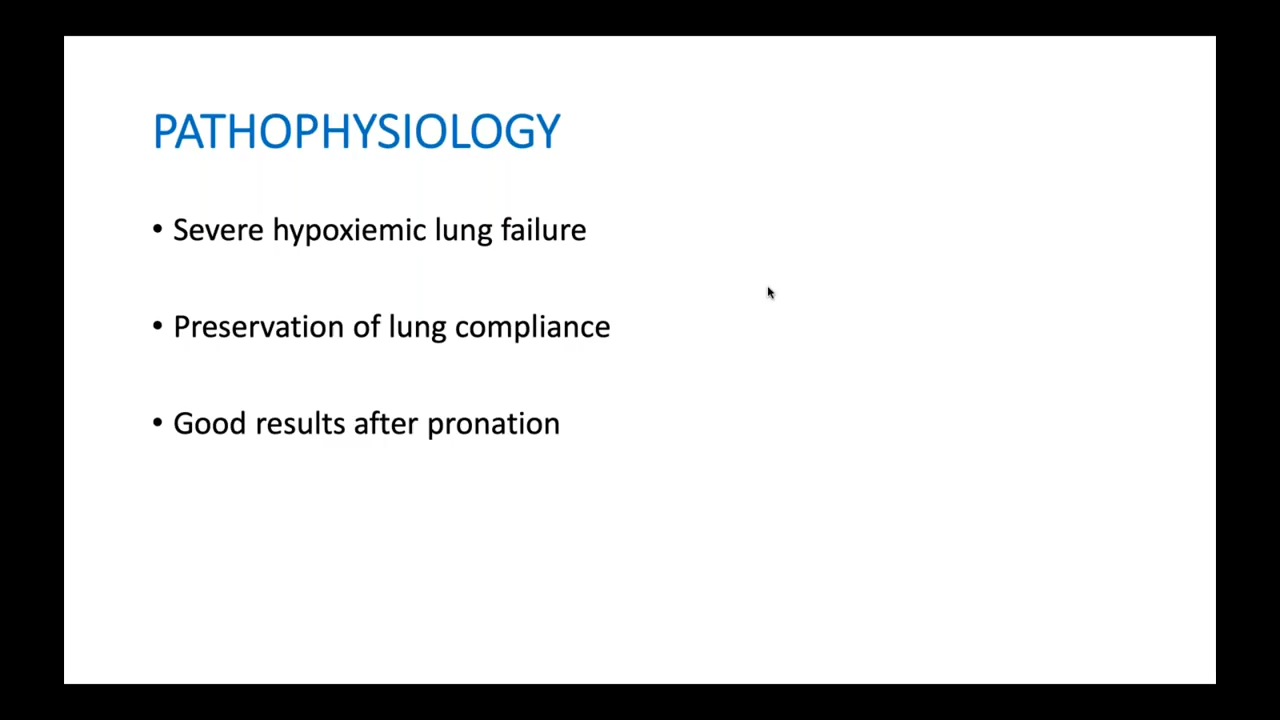 PATHOPHYSIOLOGY
• Severe hypoxiemic lung failure
• Preservation of lung compliance
• Good results after pronation